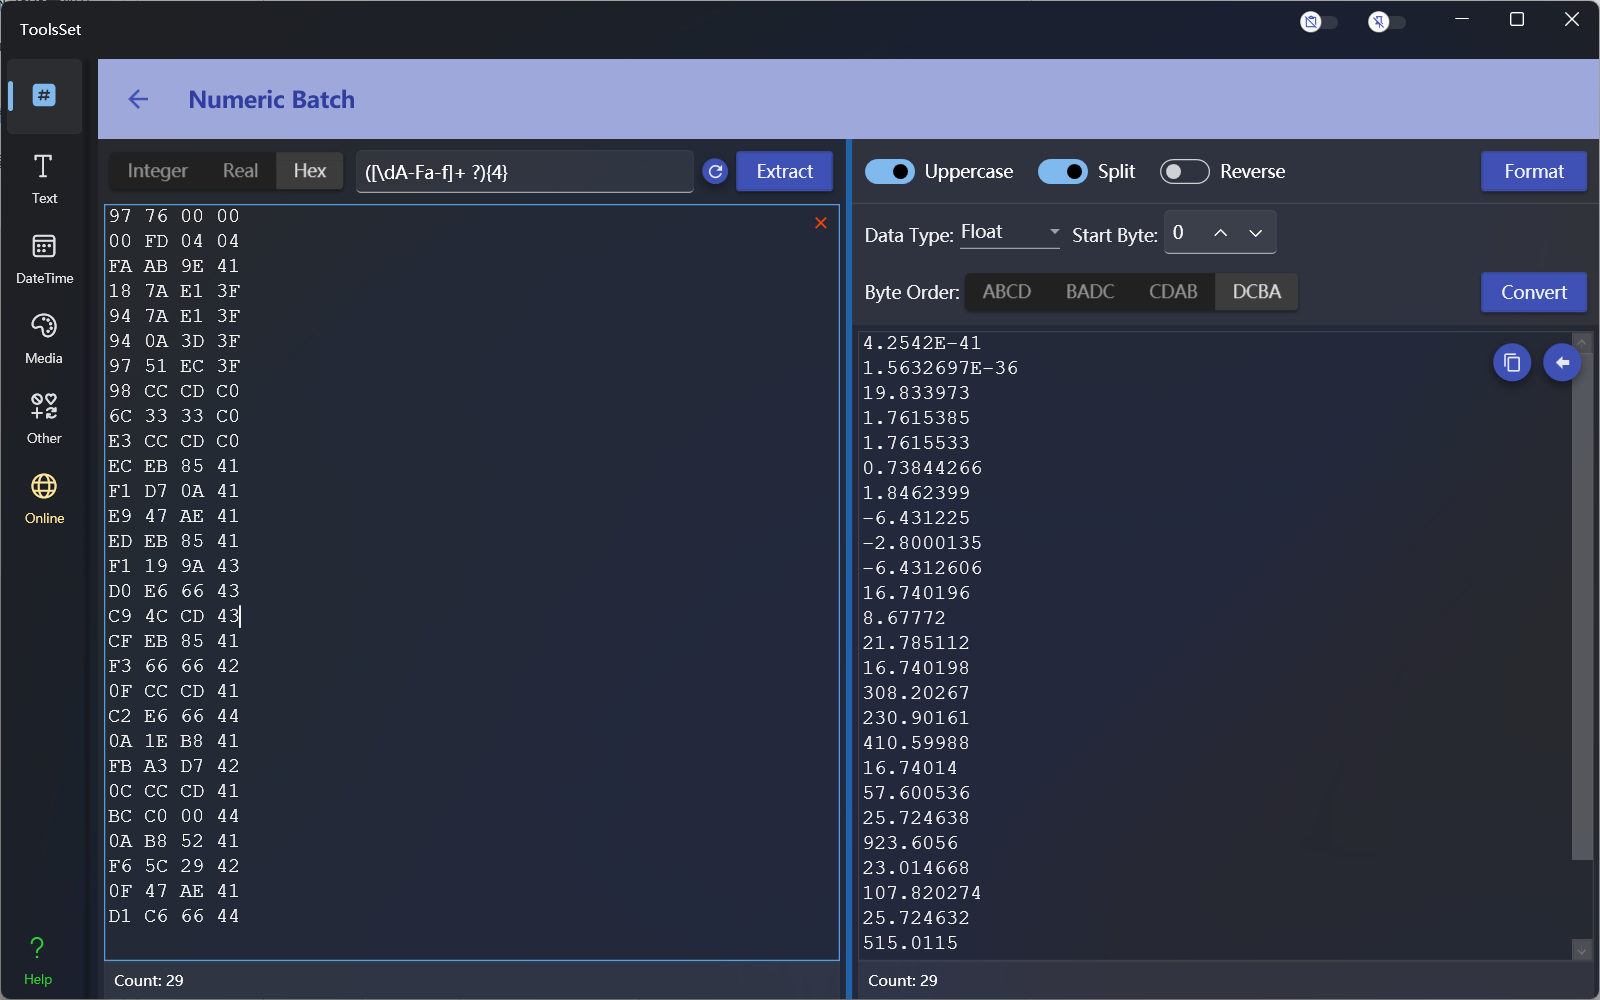 ToolsSet
Numeric Batch
Text
DateTime
Media
Other
Online
Help
Integer Real Hex ([\dA-Fa-f]+ ?){4} Extract
97 76 00 00
00 FD 04 04
FA AB 9E 41
18 7A E1 3F
94 7A E1 3F
94 0A 3D 3F
97 51 EC 3F
98 CC CD C0
6C 33 33 C0
E3 CC CD C0
EC EB 85 41
F1 D7 0A 41
E9 47 AE 41
ED EB 85 41
F1 19 9A 43
D0 E6 66 43
C9 4C CD 43
CF EB 85 41
F3 66 66 42
0F CC CD 41
C2 E6 66 44
0A 1E B8 41
FB A3 D7 42
0C CC CD 41
BC C0 00 44
0A B8 52 41
F6 5C 29 42
0F 47 AE 41
D1 C6 66 44
Count: 29
Uppercase Split Reverse Format
Data Type: Float Start Byte: 0
Byte Order: ABCD BADC CDAB DCBA Convert
4.2542E-41
1.5632697E-36
19.833973
1.7615385
1.7615533
0.73844266
1.8462399
-6.431225
-2.8000135
-6.4312606
16.740196
8.67772
21.785112
16.740198
308.20267
230.90161
410.59988
16.74014
57.600536
25.724638
923.6056
23.014668
107.820274
25.724632
515.0115
Count: 29